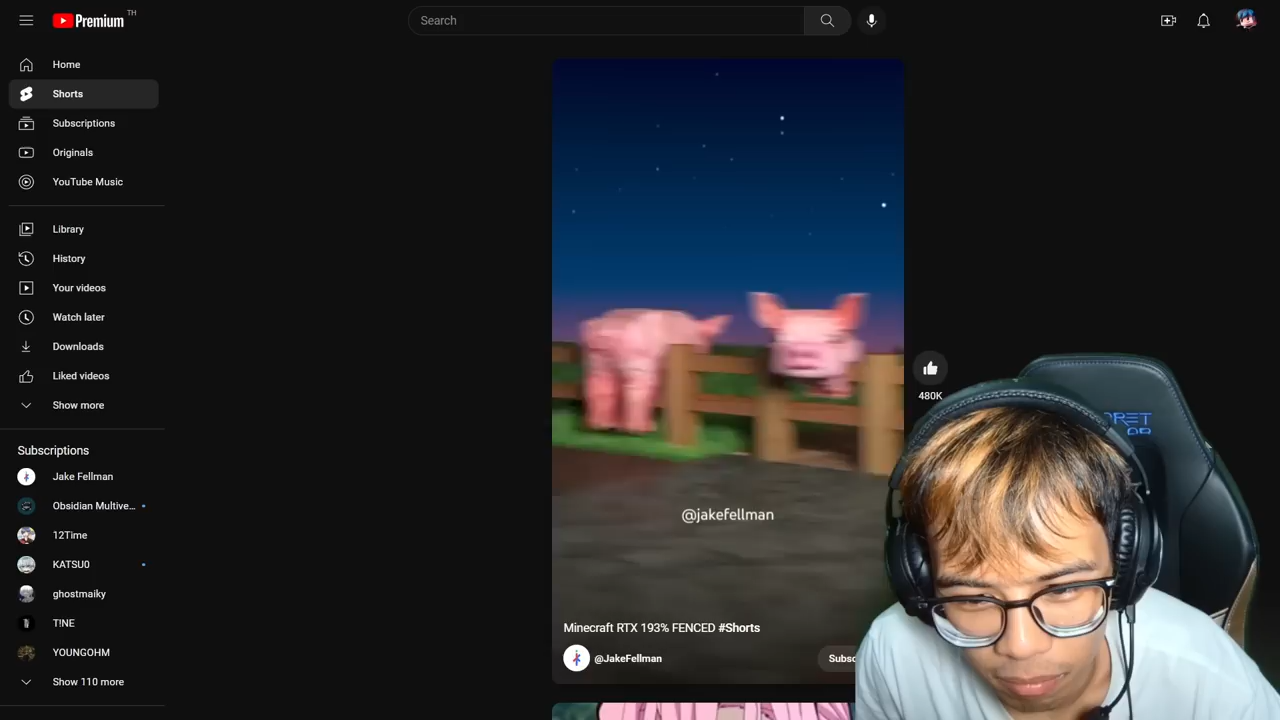 Premium TH
Search
Home
Shorts
Subscriptions
Originals
YouTube Music
Library
History
Your videos
Watch later
Downloads
Liked videos
Show more
Subscriptions
Jake Fellman
Obsidian Multive...
12Time
KATSU0
ghostmaiky
T!NE
YOUNGOHM
Show 110 more
@jakefellman
Minecraft RTX 193% FENCED #Shorts
@JakeFellman
Subsc
480K